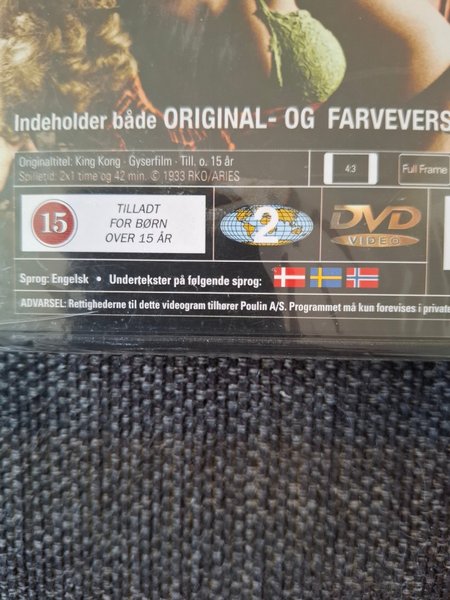 Indeholder både ORIGINAL- OG FARVEVERS
Originaltitel: King Kong · Gyserfilm · Till. o. 15 år
Spilletid: 2x1 time og 42 min. © 1933 RKO/ARIES
4:3
Full Frame
15
TILLADT
FOR BØRN
OVER 15 ÅR
2
DVD
VIDEO
Sprog: Engelsk • Undertekster på følgende sprog:
ADVARSEL: Rettighederne til dette videogram tilhører Poulin A/S. Programmet må kun forevises i privat